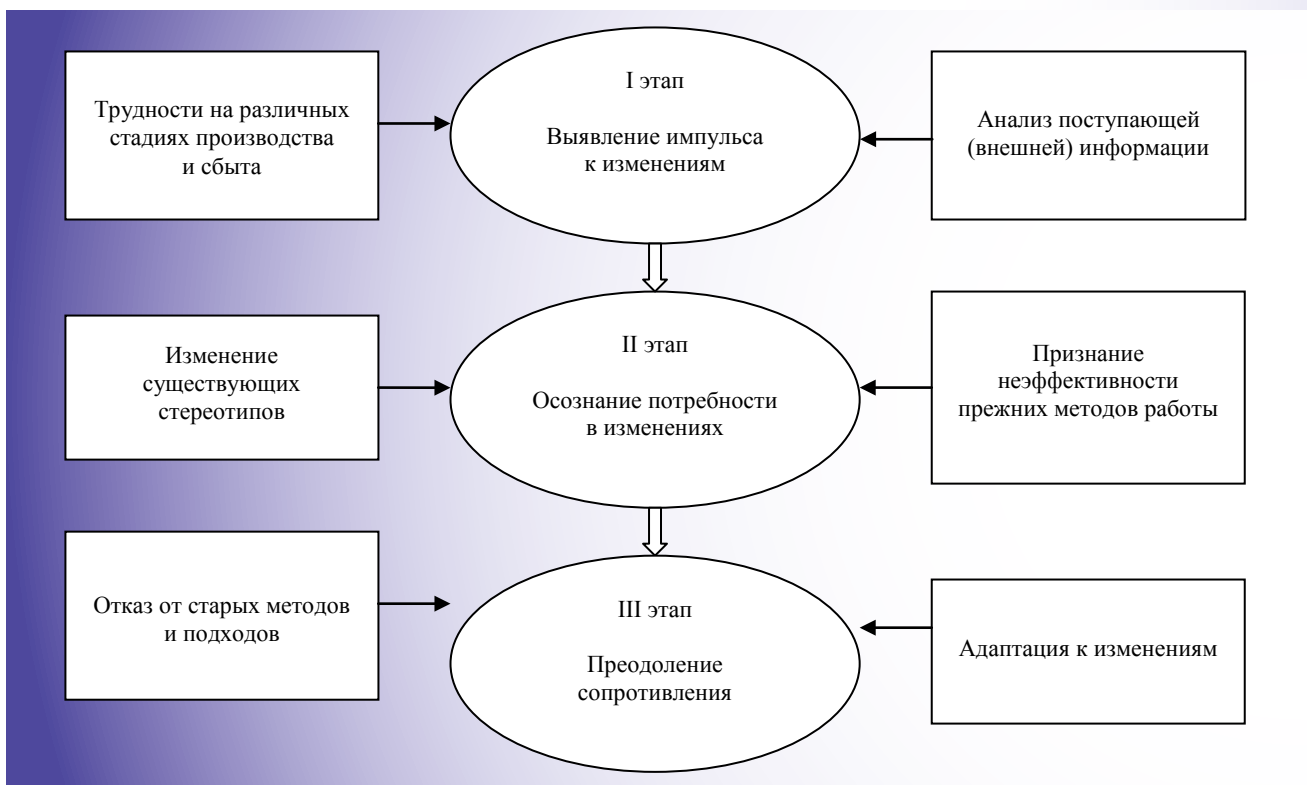 Трудности на различных
стадиях производства
и сбыта
I этап
Выявление импульса
к изменениям
Анализ поступающей
(внешней) информации
Изменение
существующих
стереотипов
II этап
Осознание потребности
в изменениях
Признание
неэффективности
прежних методов работы
Отказ от старых методов
и подходов
III этап
Преодоление
сопротивления
Адаптация к изменениям